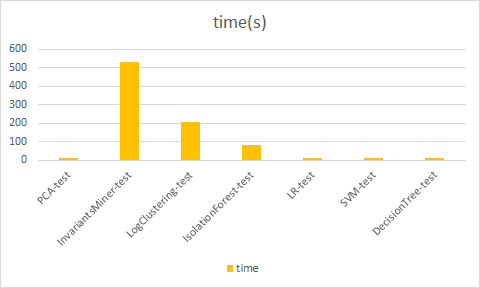 time(s)
600
500
400
300
200
100
0
PCA-test
InvariantsMiner-test
LogClustering-test
IsolationForest-test
LR-test
SVM-test
DecisionTree-test
time